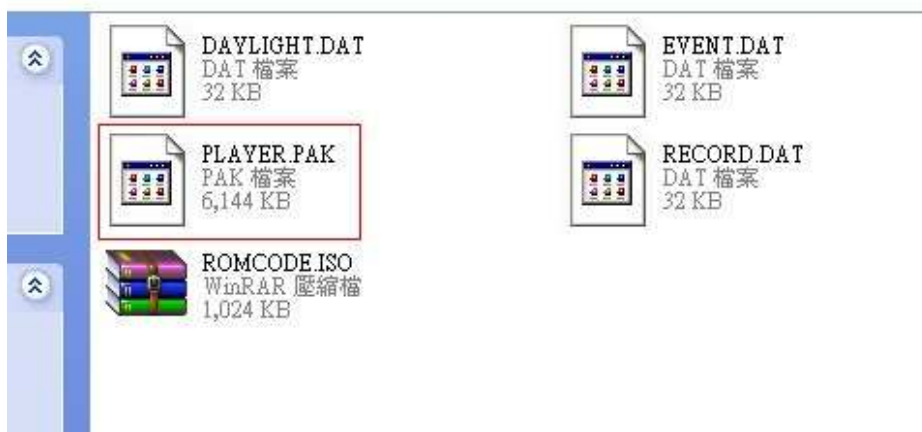 DAYLIGHT.DAT
DAT 檔案
32 KB
EVENT.DAT
DAT 檔案
32 KB
PLAYER.PAK
PAK 檔案
6,144 KB
RECORD.DAT
DAT 檔案
32 KB
ROMCODE.ISO
WinRAR 壓縮檔
1,024 KB